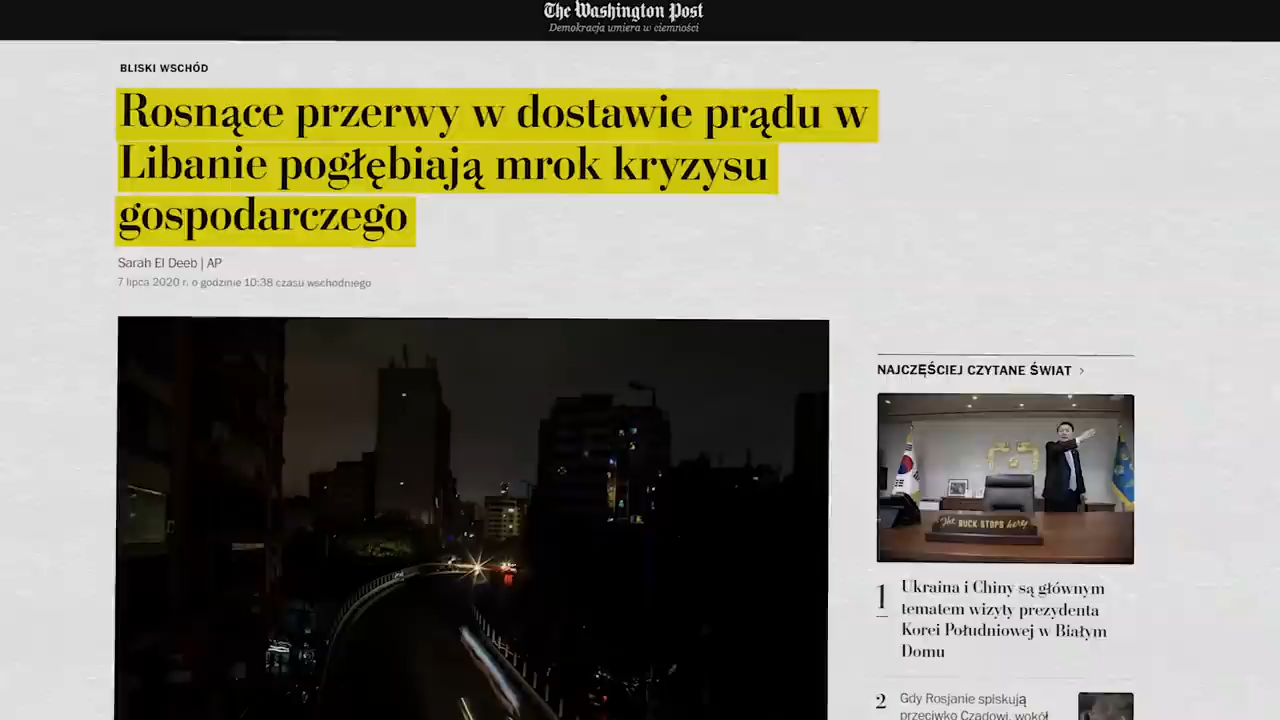 The Washington Post
Demokracja umiera w ciemności
BLISKI WSCHÓD
Rosnące przerwy w dostawie prądu w
Libanie pogłębiają mrok kryzysu
gospodarczego
Sarah El Deeb | AP
7 lipca 2020 r. o godzinie 10:38 czasu wschodniego
NAJCZĘŚCIEJ CZYTANE ŚWIAT >
The BUCK STOPS here
1
Ukraina i Chiny są głównym
tematem wizyty prezydenta
Korei Południowej w Białym
Domu
2
Gdy Rosjanie spiskują
przeciwko Czadowi, wokół